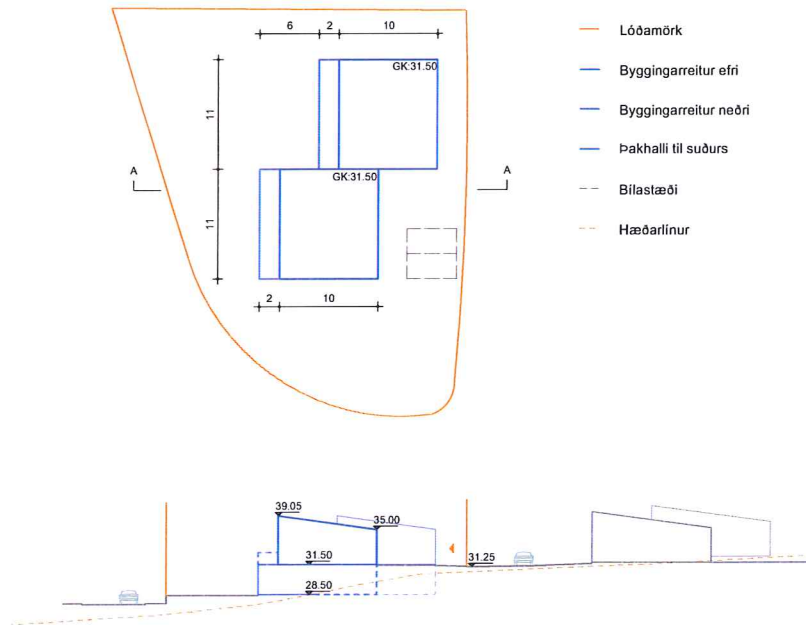 6 2 10
GK:31.50
11
A A
GK:31.50
11
2 10
Lóðamörk
Byggingarreitur efri
Byggingarreitur neðri
Þakhalli til suðurs
Bílastæði
Hæðarlínur
39.05
35.00
31.50
31.25
28.50